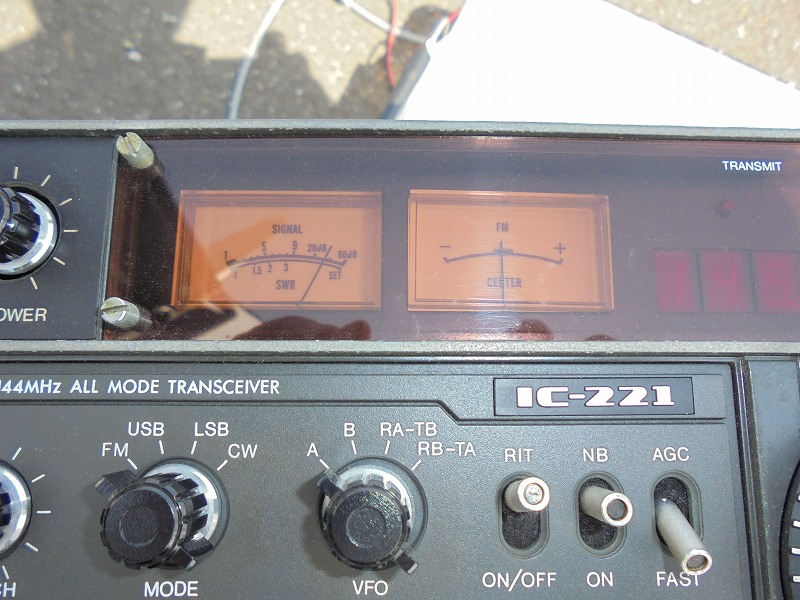 TRANSMIT
SIGNAL
1 5 9 20dB 60dB
1 1.5 2 3 SET
SWR
FM
- +
CENTER
OWER
144MHz ALL MODE TRANSCEIVER
IC-221
FM USB LSB CW
A B RA-TB RB-TA
RIT NB AGC
CH MODE VFO
ON/OFF ON FAST